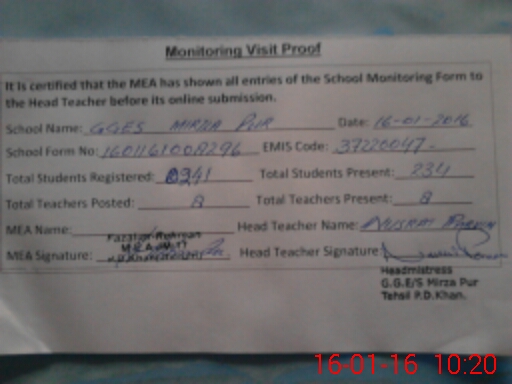 Monitoring Visit Proof
It is certified that the MEA has shown all entries of the School Monitoring Form to
the Head Teacher before its online submission.
School Name: GGES MIRZA PUR Date: 16-01-2016
School Form No: 1601161008296 EMIS Code: 37220047-
Total Students Registered: 241 Total Students Present: 234
Total Teachers Posted: 8 Total Teachers Present: 8
MEA Name: Head Teacher Name: NUSRAT
MEA Signature: Head Teacher Signature
Headmistress
G.G.E/S Mirza Pur
Tehsil P.D.Khan.
16-01-16 10:20